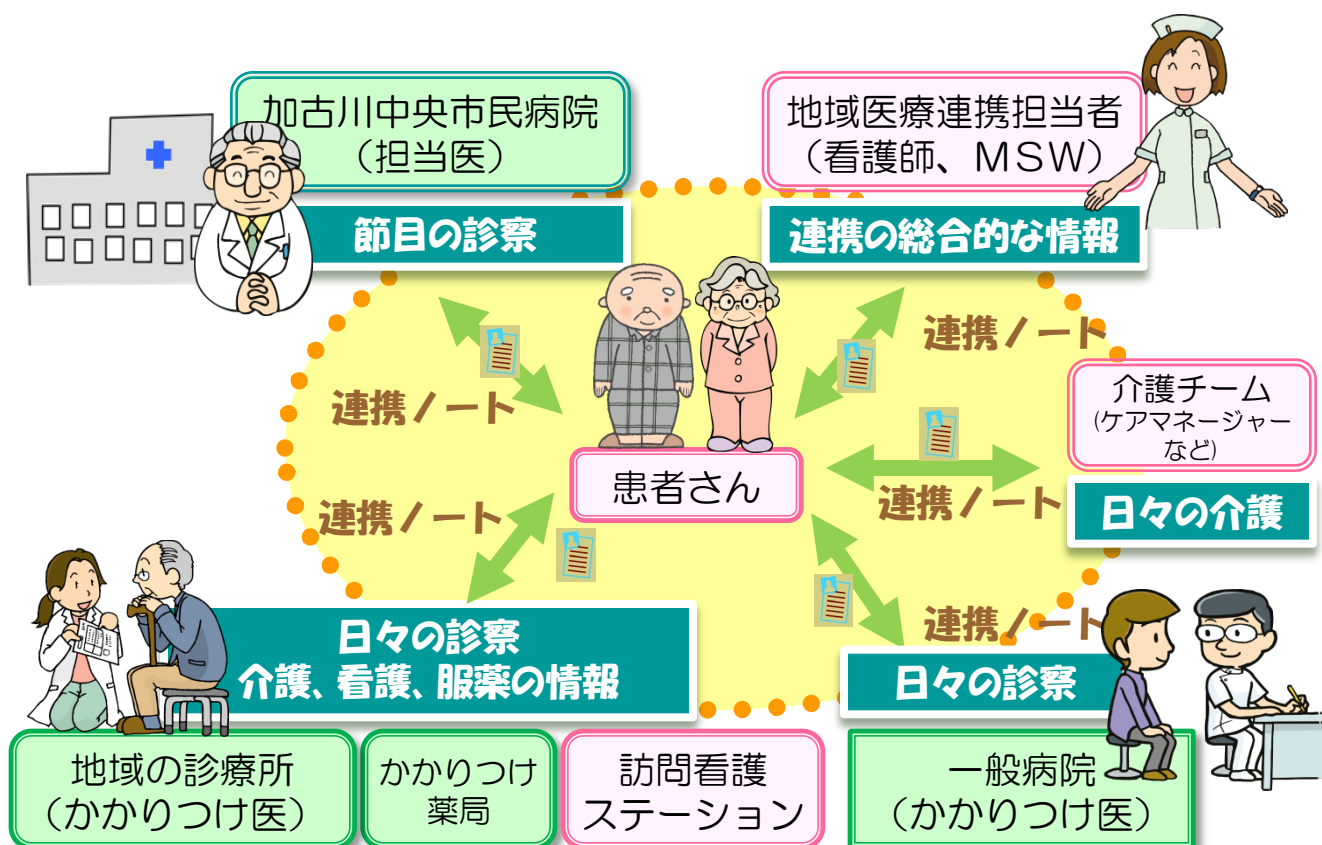 加古川中央市民病院
（担当医）
地域医療連携担当者
（看護師、ＭＳＷ）
節目の診察
連携の総合的な情報
連携ノート
連携ノート
介護チーム
(ケアマネージャー
など)
患者さん
連携ノート
連携ノート
日々の介護
連携ノート
日々の診察
介護、看護、服薬の情報
日々の診察
地域の診療所
（かかりつけ医）
かかりつけ
薬局
訪問看護
ステーション
一般病院
（かかりつけ医）